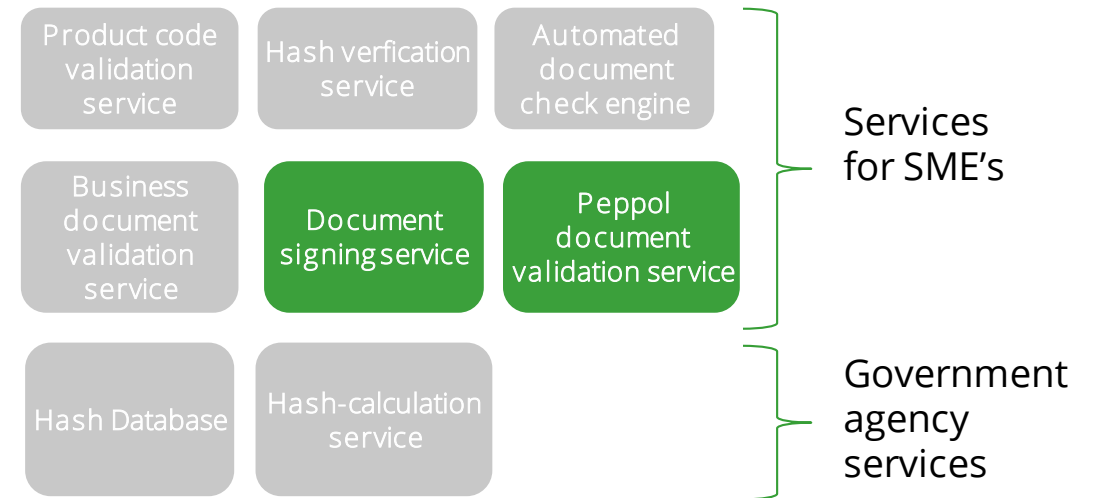 Product code
validation
service
Hash verfication
service
Automated
document
check engine
Services
for SME’s
Business
document
validation
service
Document
signing service
Peppol
document
validation service
Hash Database
Hash-calculation
service
Government
agency
services